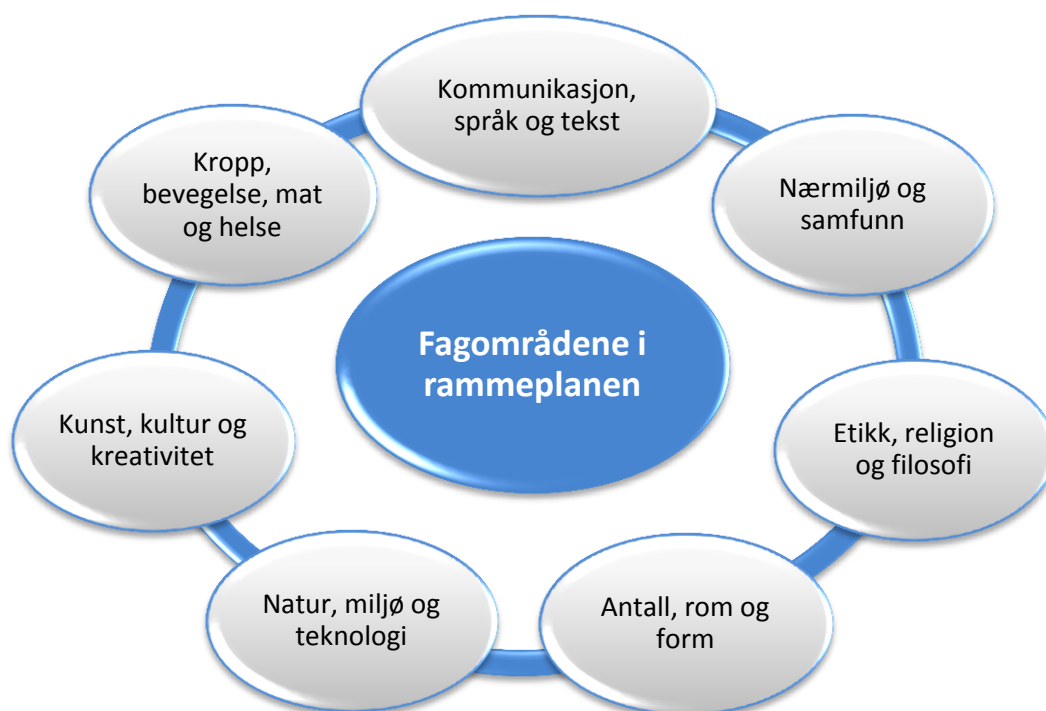 Kommunikasjon,
språk og tekst
Nærmiljø og
samfunn
Etikk, religion
og filosofi
Antall, rom og
form
Natur, miljø og
teknologi
Kunst, kultur og
kreativitet
Kropp,
bevegelse, mat
og helse
Fagområdene i
rammeplanen